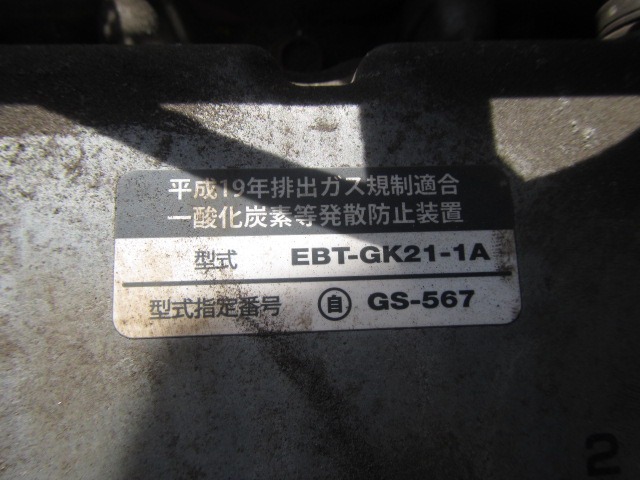 平成19年排出ガス規制適合
一酸化炭素等発散防止装置
型式 EBT-GK21-1A
型式指定番号 ㊀自 GS-567
2